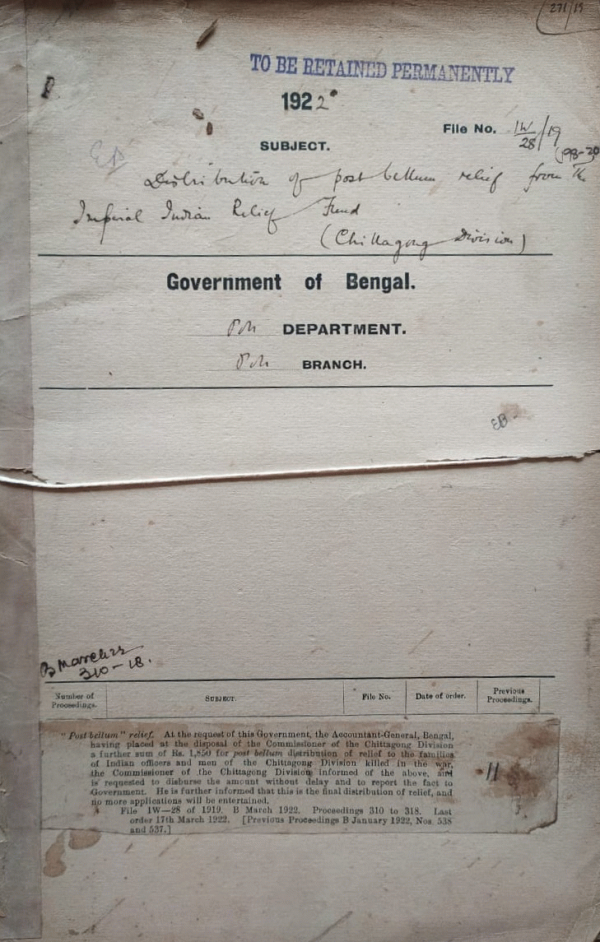 271/19
TO BE RETAINED PERMANENTLY
1922
File No. 1W/28/19
SUBJECT.
Distribution of post bellum relief from the
Imperial Indian Relief Fund
(Chittagong Division)
Government of Bengal.
Pol. DEPARTMENT.
Pol. BRANCH.
EB
B March 22
310-18.
Number of Proceedings. SUBJECT. File No. Date of order. Previous Proceedings.
"Post bellum" relief. At the request of this Government, the Accountant-General, Bengal,
having placed at the disposal of the Commissioner of the Chittagong Division
a further sum of Rs. 1,850 for post bellum distribution of relief to the families
of Indian officers and men of the Chittagong Division killed in the war,
the Commissioner of the Chittagong Division informed of the above, and
is requested to disburse the amount without delay and to report the fact to
Government. He is further informed that this is the final distribution of relief, and
no more applications will be entertained.
File 1W—28 of 1919. B March 1922. Proceedings 310 to 318. Last
order 17th March 1922. [Previous Proceedings B January 1922, Nos. 538
and 537.]